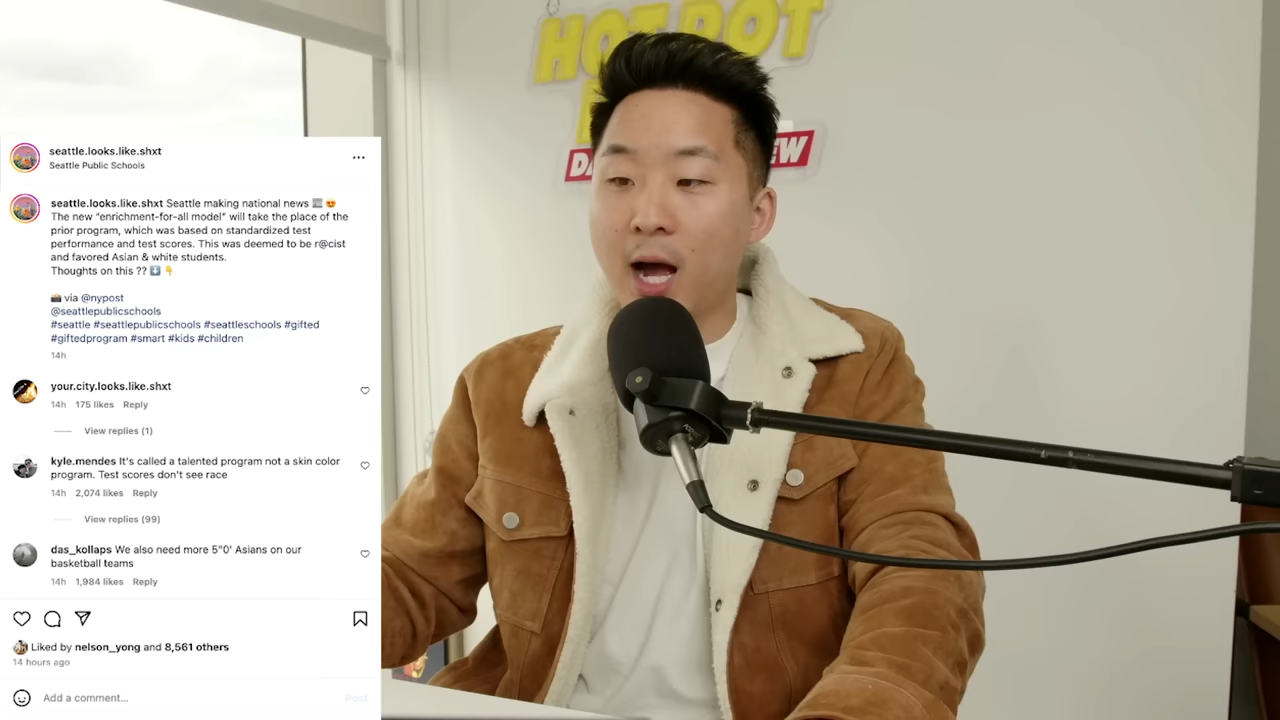 HOT POT
DA
EW
seattle.looks.like.shxt
Seattle Public Schools
seattle.looks.like.shxt Seattle making national news 📰 😍
The new “enrichment-for-all model” will take the place of the
prior program, which was based on standardized test
performance and test scores. This was deemed to be r@cist
and favored Asian & white students.
Thoughts on this ?? ⬇️ 👇
📸 via @nypost
@seattlepublicschools
#seattle #seattlepublicschools #seattleschools #gifted
#giftedprogram #smart #kids #children
14h
your.city.looks.like.shxt
14h 175 likes Reply
View replies (1)
kyle.mendes It's called a talented program not a skin color
program. Test scores don't see race
14h 2,074 likes Reply
View replies (99)
das_kollaps We also need more 5"0' Asians on our
basketball teams
14h 1,984 likes Reply
Liked by nelson_yong and 8,561 others
14 hours ago
Add a comment...
Post